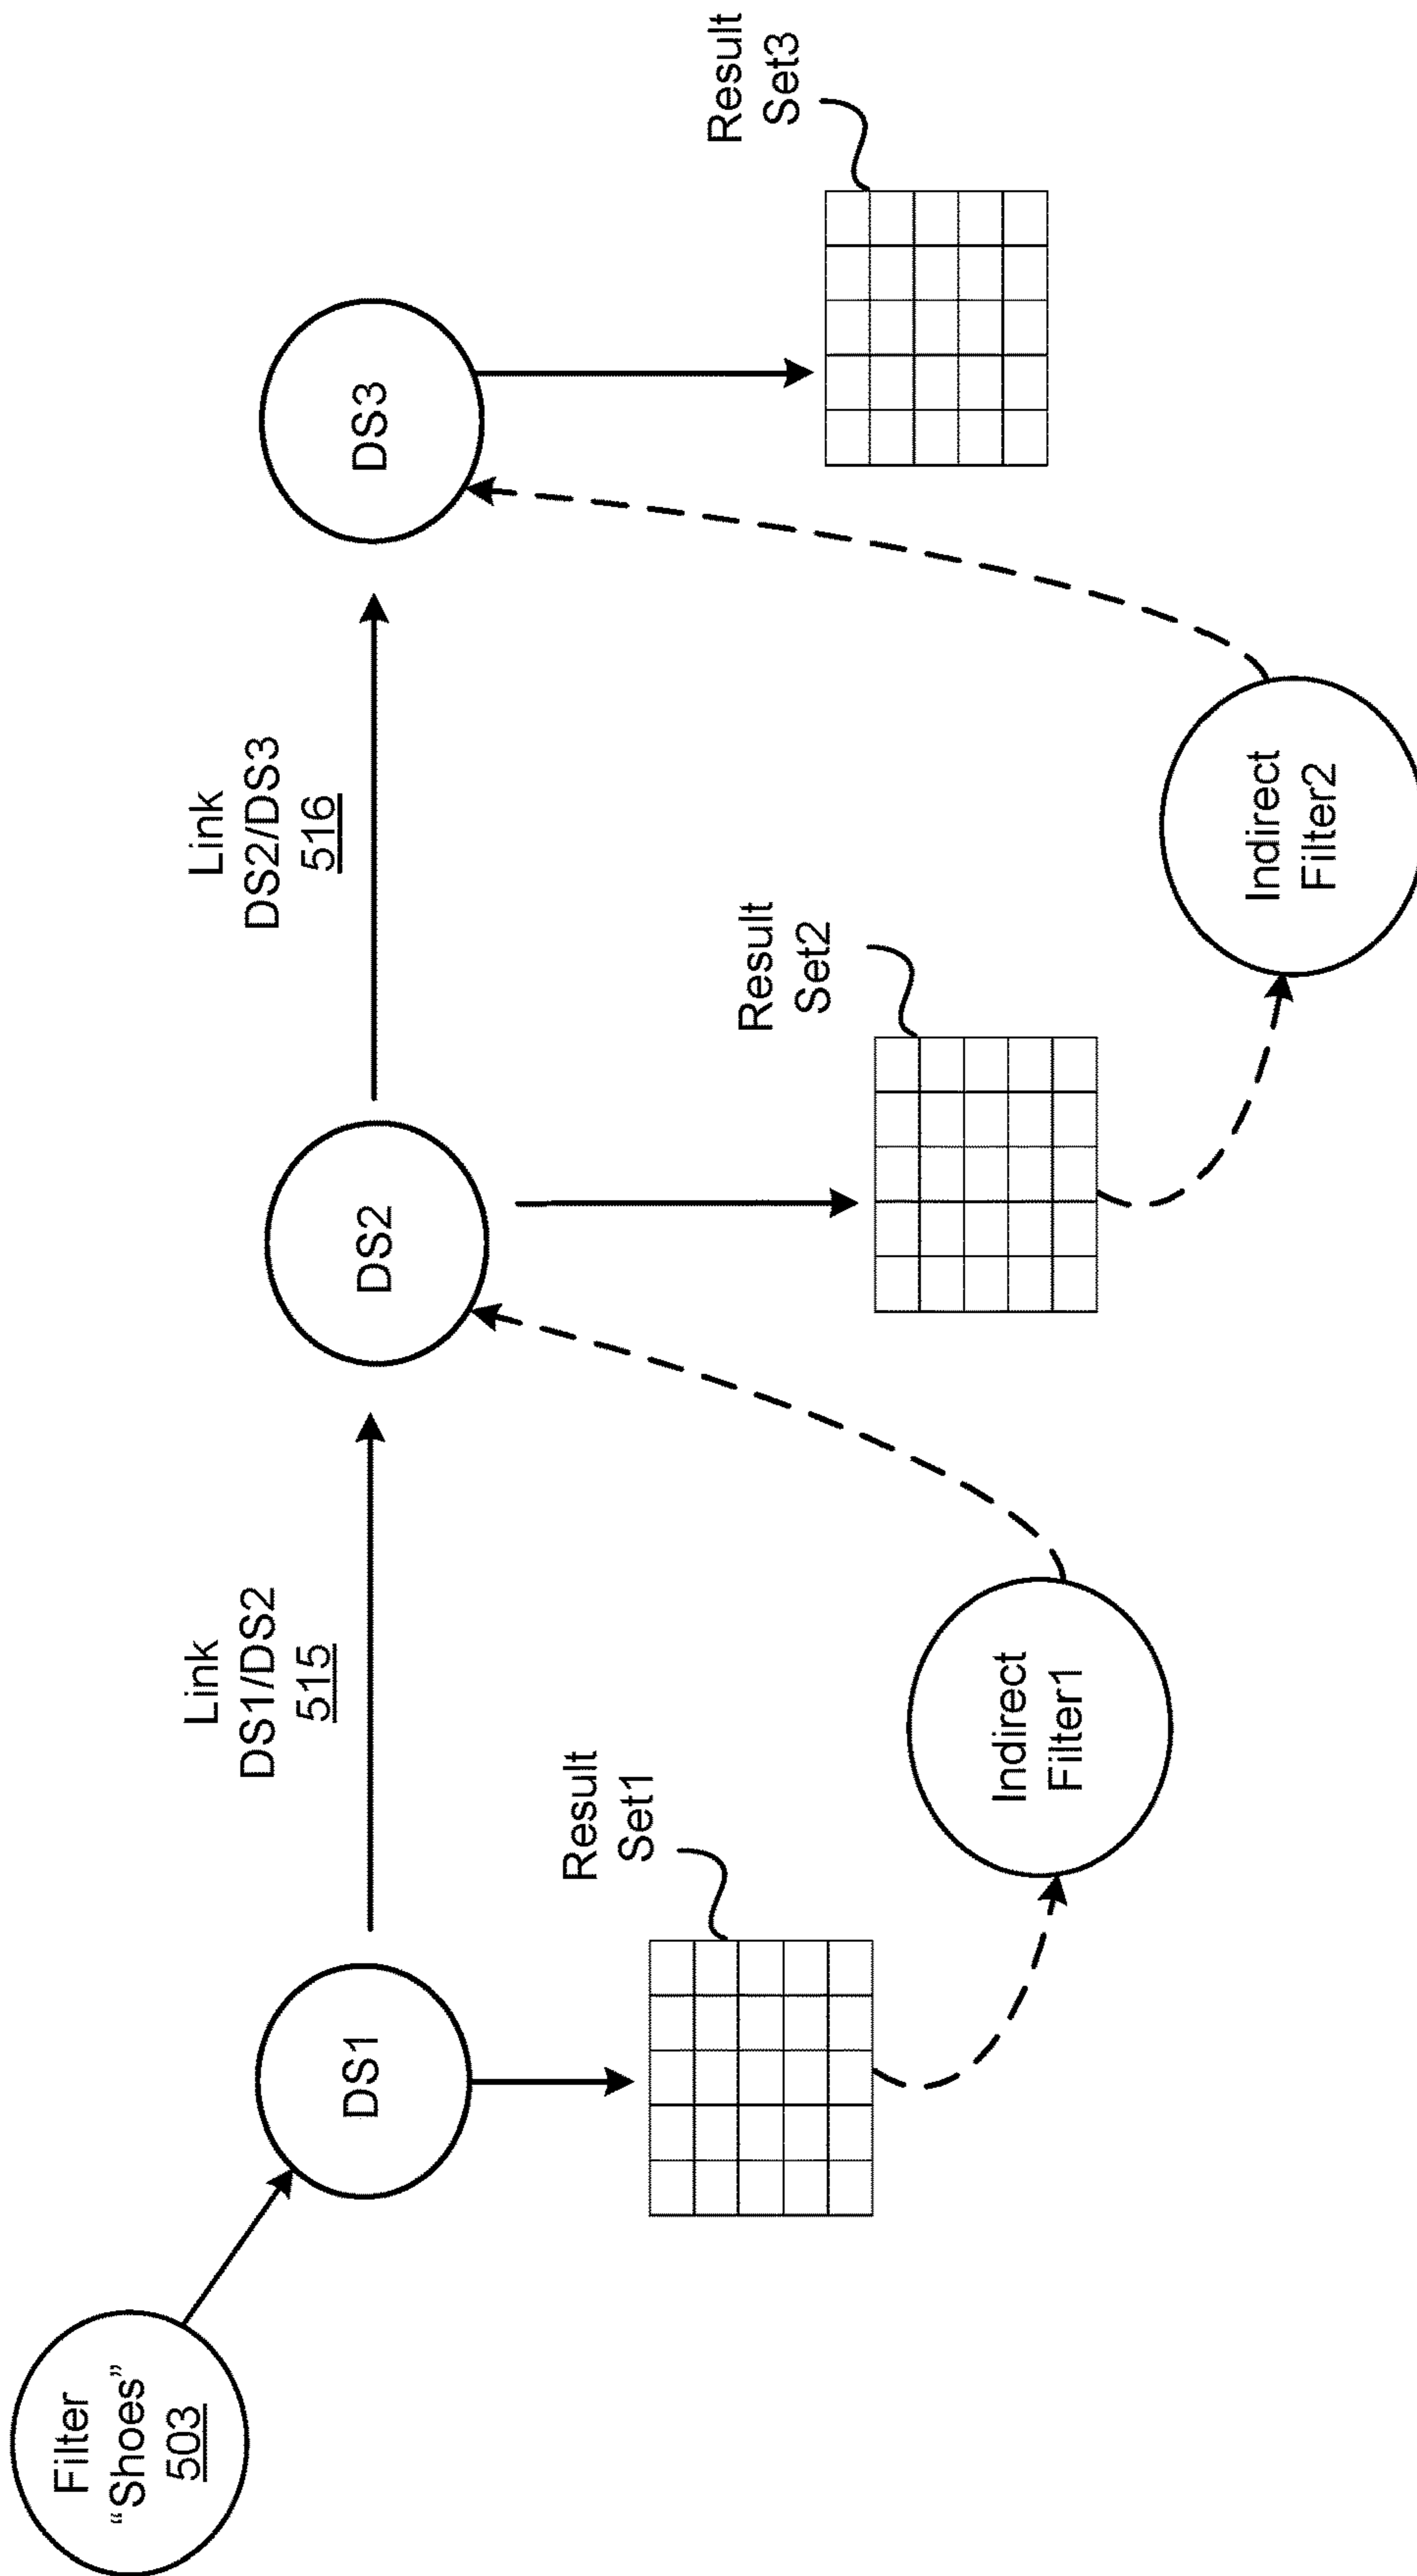 Filter
“Shoes”
503
DS1
Link
DS1/DS2
515
DS2
Link
DS2/DS3
516
DS3
Result
Set1
Result
Set2
Result
Set3
Indirect
Filter1
Indirect
Filter2